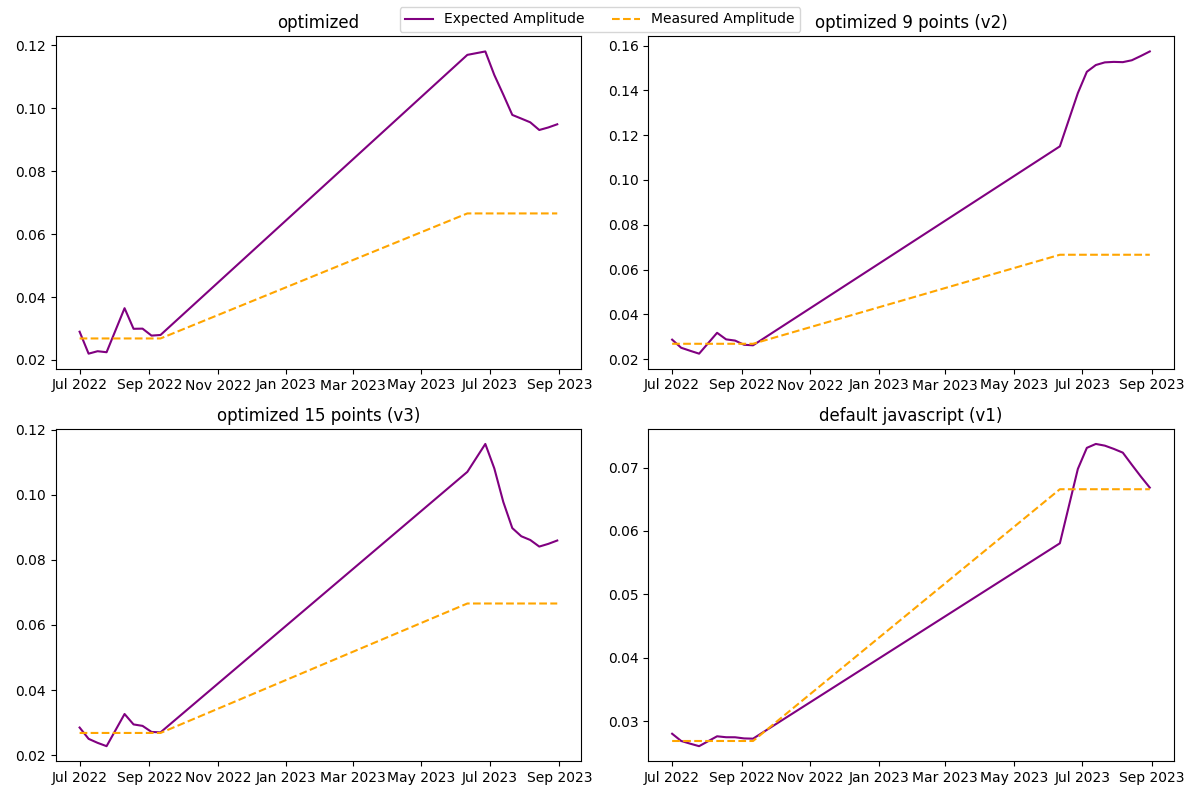 Expected Amplitude Measured Amplitude
optimized
0.12
0.10
0.08
0.06
0.04
0.02
Jul 2022 Sep 2022 Nov 2022 Jan 2023 Mar 2023 May 2023 Jul 2023 Sep 2023
optimized 9 points (v2)
0.16
0.14
0.12
0.10
0.08
0.06
0.04
0.02
Jul 2022 Sep 2022 Nov 2022 Jan 2023 Mar 2023 May 2023 Jul 2023 Sep 2023
optimized 15 points (v3)
0.12
0.10
0.08
0.06
0.04
0.02
Jul 2022 Sep 2022 Nov 2022 Jan 2023 Mar 2023 May 2023 Jul 2023 Sep 2023
default javascript (v1)
0.07
0.06
0.05
0.04
0.03
Jul 2022 Sep 2022 Nov 2022 Jan 2023 Mar 2023 May 2023 Jul 2023 Sep 2023